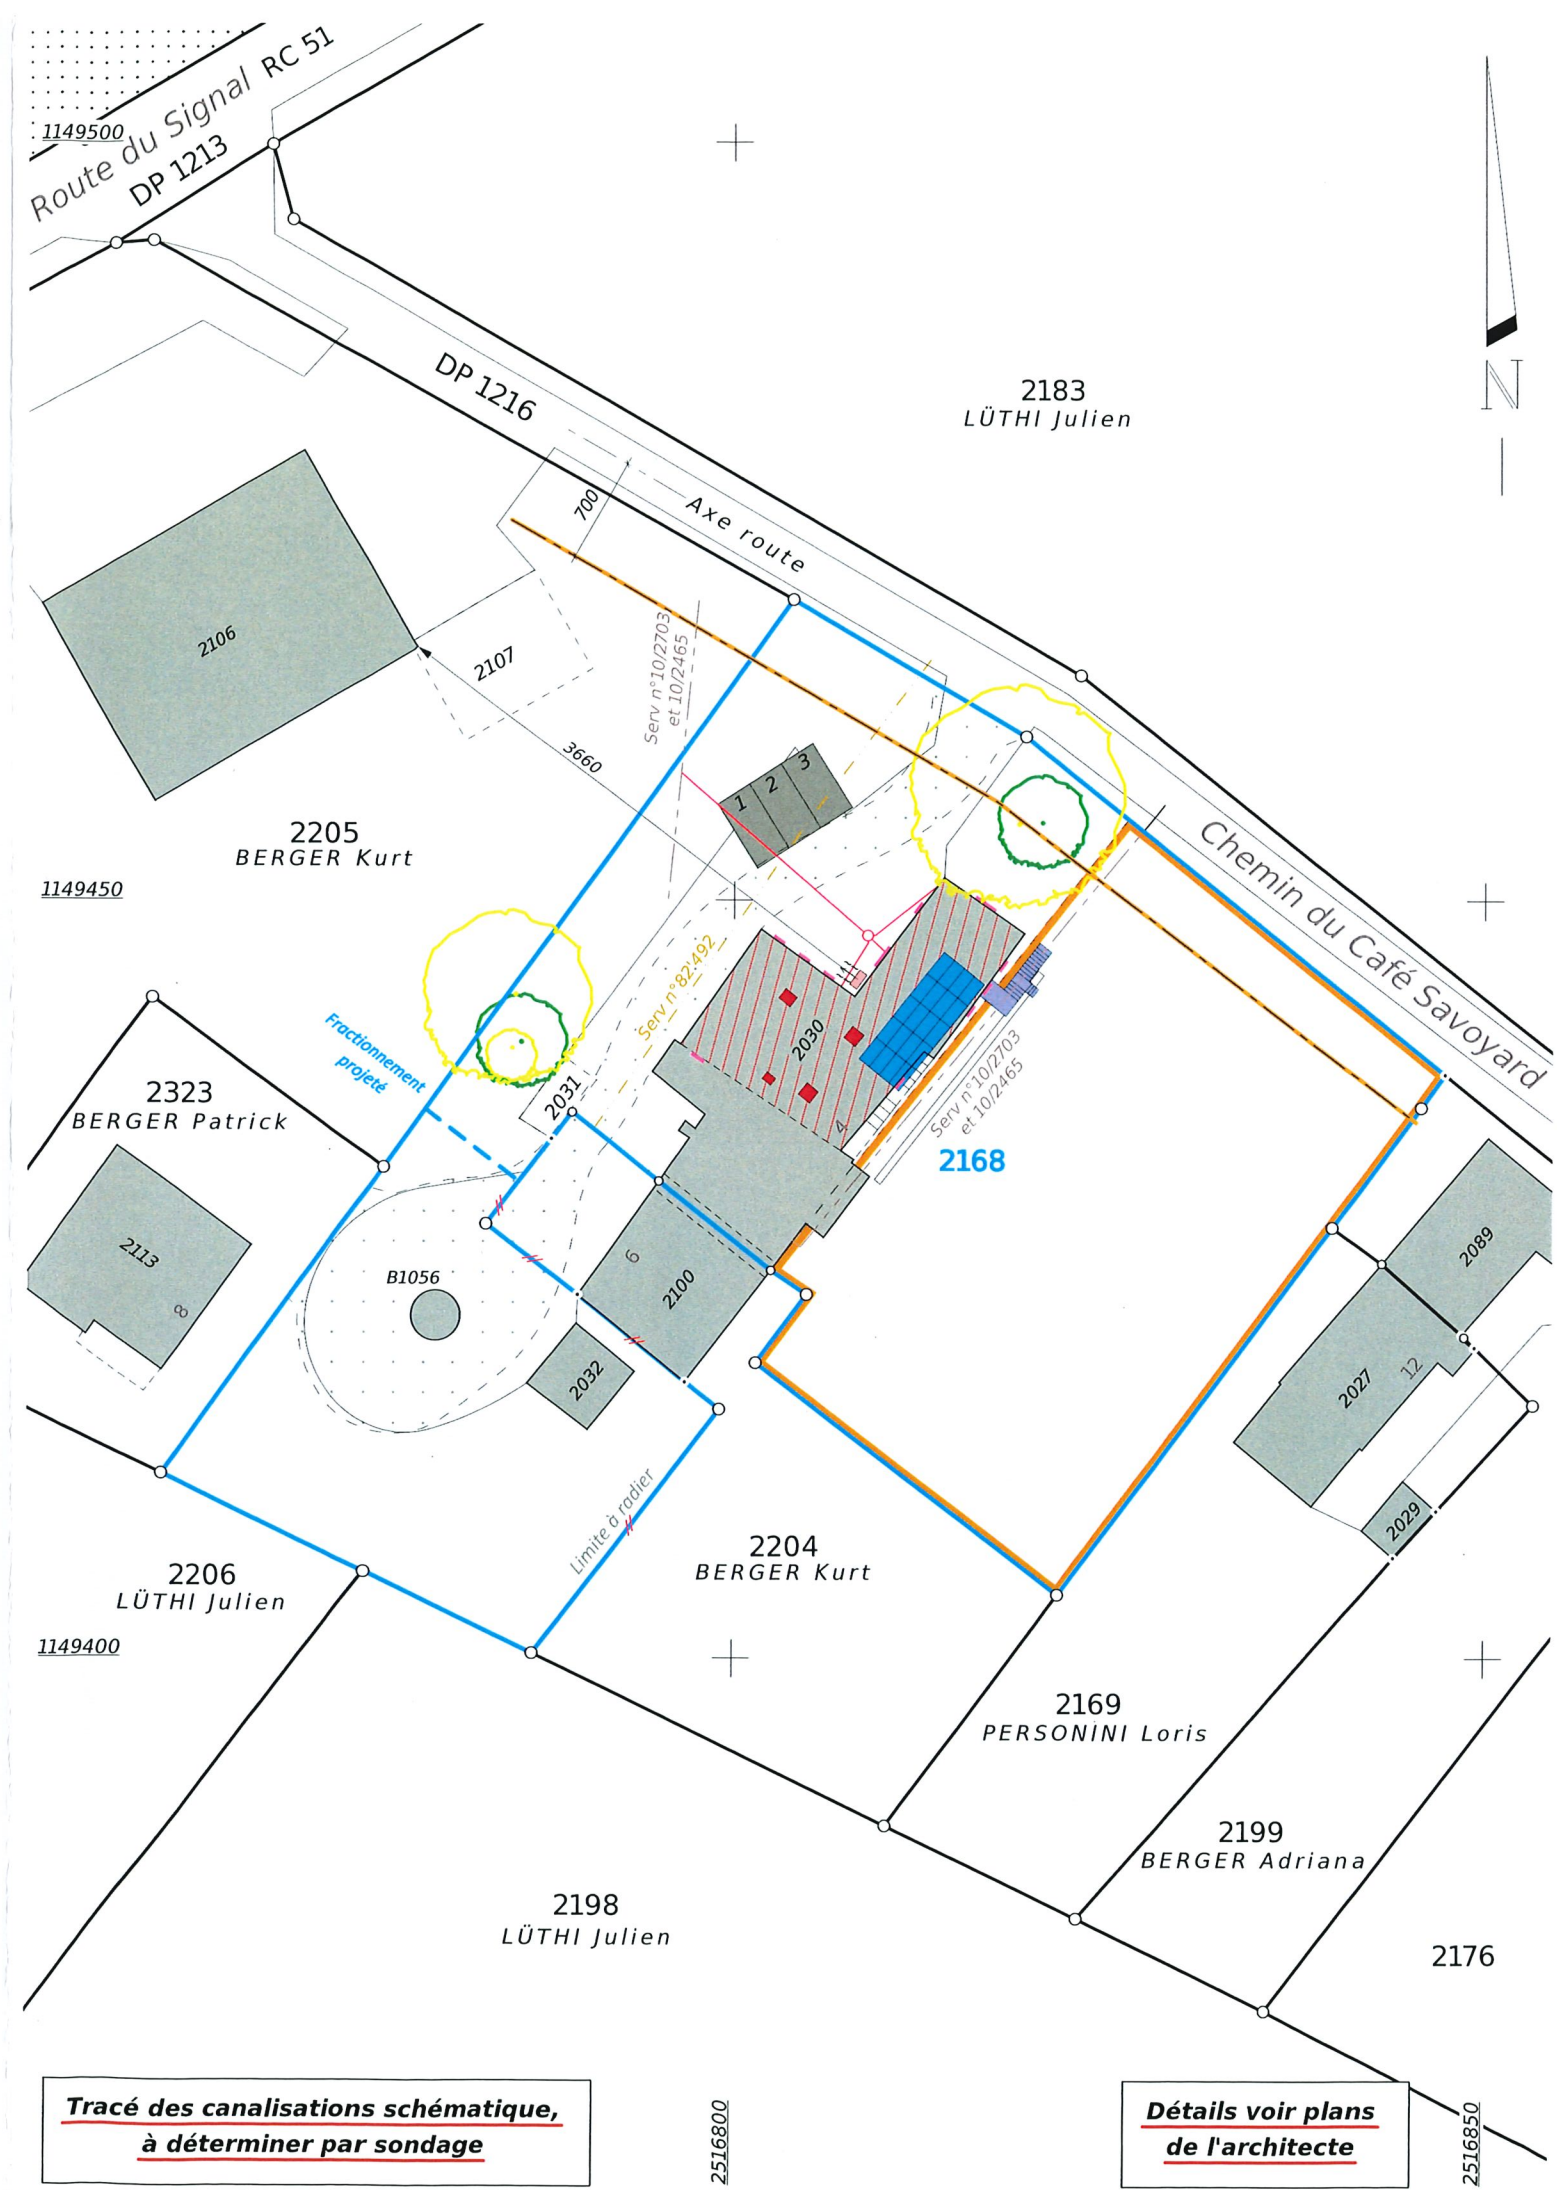 Route du Signal RC 51
1149500
DP 1213
DP 1216
2183
LÜTHI Julien
N
700
Axe route
2106
2107
Serv n°10/2703
et 10/2465
3660
1
2
3
2205
BERGER Kurt
1149450
Chemin du Café Savoyard
Serv n°82'492
Fractionnement
projeté
2030
2031
4
Serv n°10/2703
et 10/2465
2168
2323
BERGER Patrick
2113
8
B1056
6
2100
2032
2089
2027
12
2029
Limite à radier
2204
BERGER Kurt
2206
LÜTHI Julien
1149400
2169
PERSONINI Loris
2199
BERGER Adriana
2198
LÜTHI Julien
2176
Tracé des canalisations schématique,
à déterminer par sondage
2516800
Détails voir plans
de l'architecte
2516850